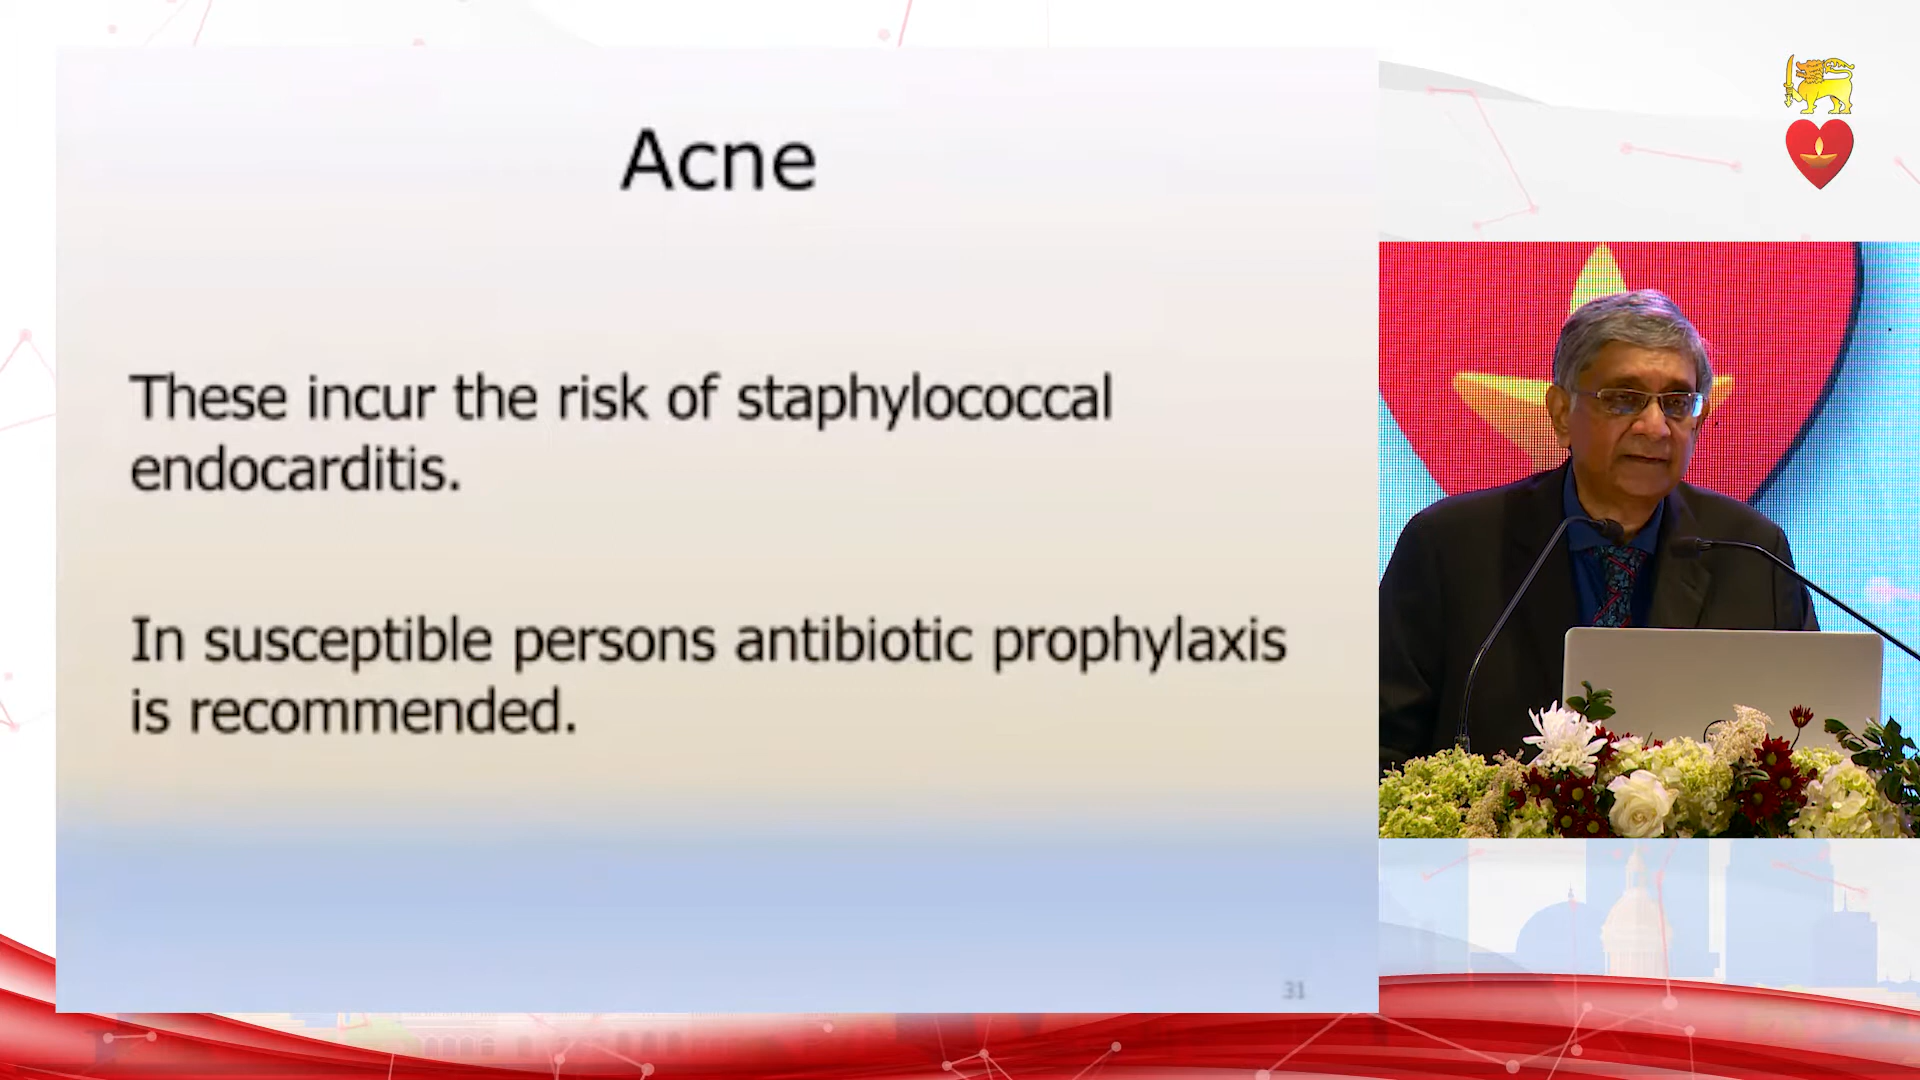 Acne
These incur the risk of staphylococcal
endocarditis.
In susceptible persons antibiotic prophylaxis
is recommended.
31